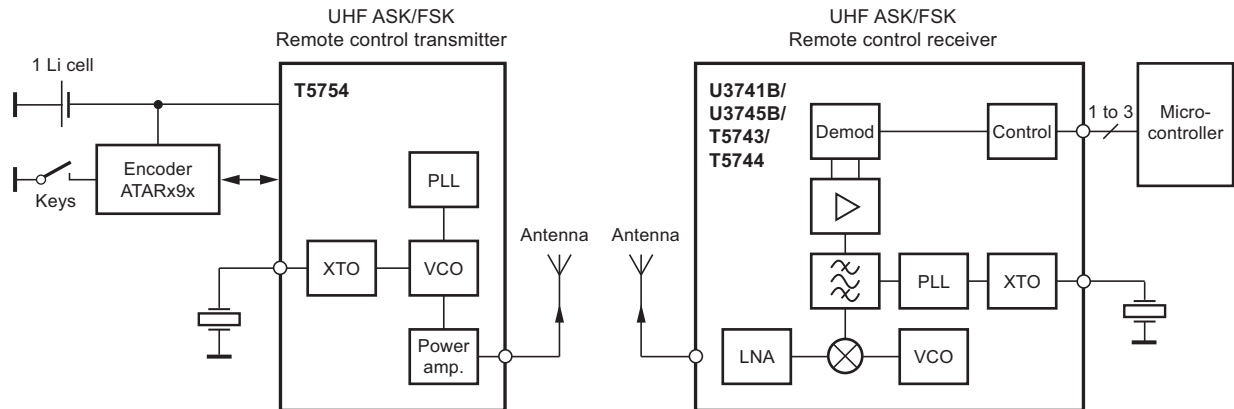 UHF ASK/FSK
Remote control transmitter
1 Li cell
T5754
Encoder
ATARx9x
Keys
PLL
XTO
VCO
Power
amp.
Antenna
UHF ASK/FSK
Remote control receiver
Antenna
U3741B/
U3745B/
T5743/
T5744
Demod
Control
1 to 3
Micro-
controller
PLL
XTO
LNA
VCO